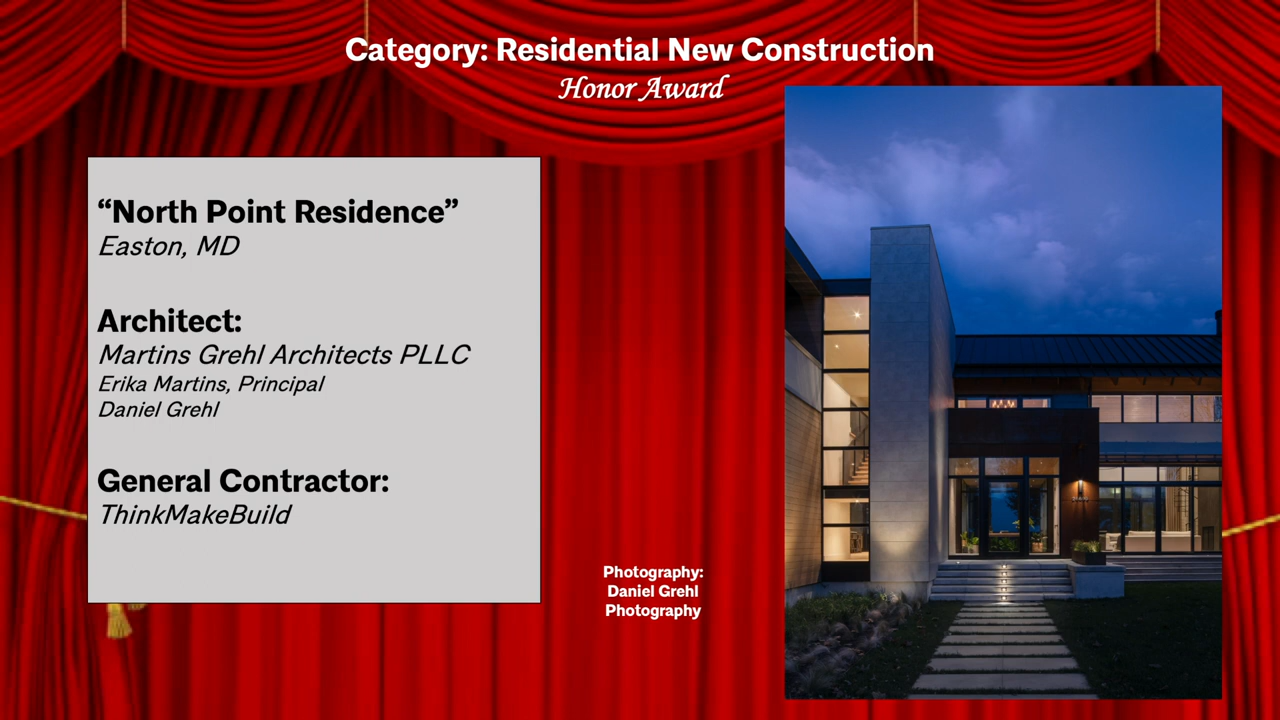 Category: Residential New Construction
Honor Award
“North Point Residence”
Easton, MD
Architect:
Martins Grehl Architects PLLC
Erika Martins, Principal
Daniel Grehl
General Contractor:
ThinkMakeBuild
Photography:
Daniel Grehl
Photography